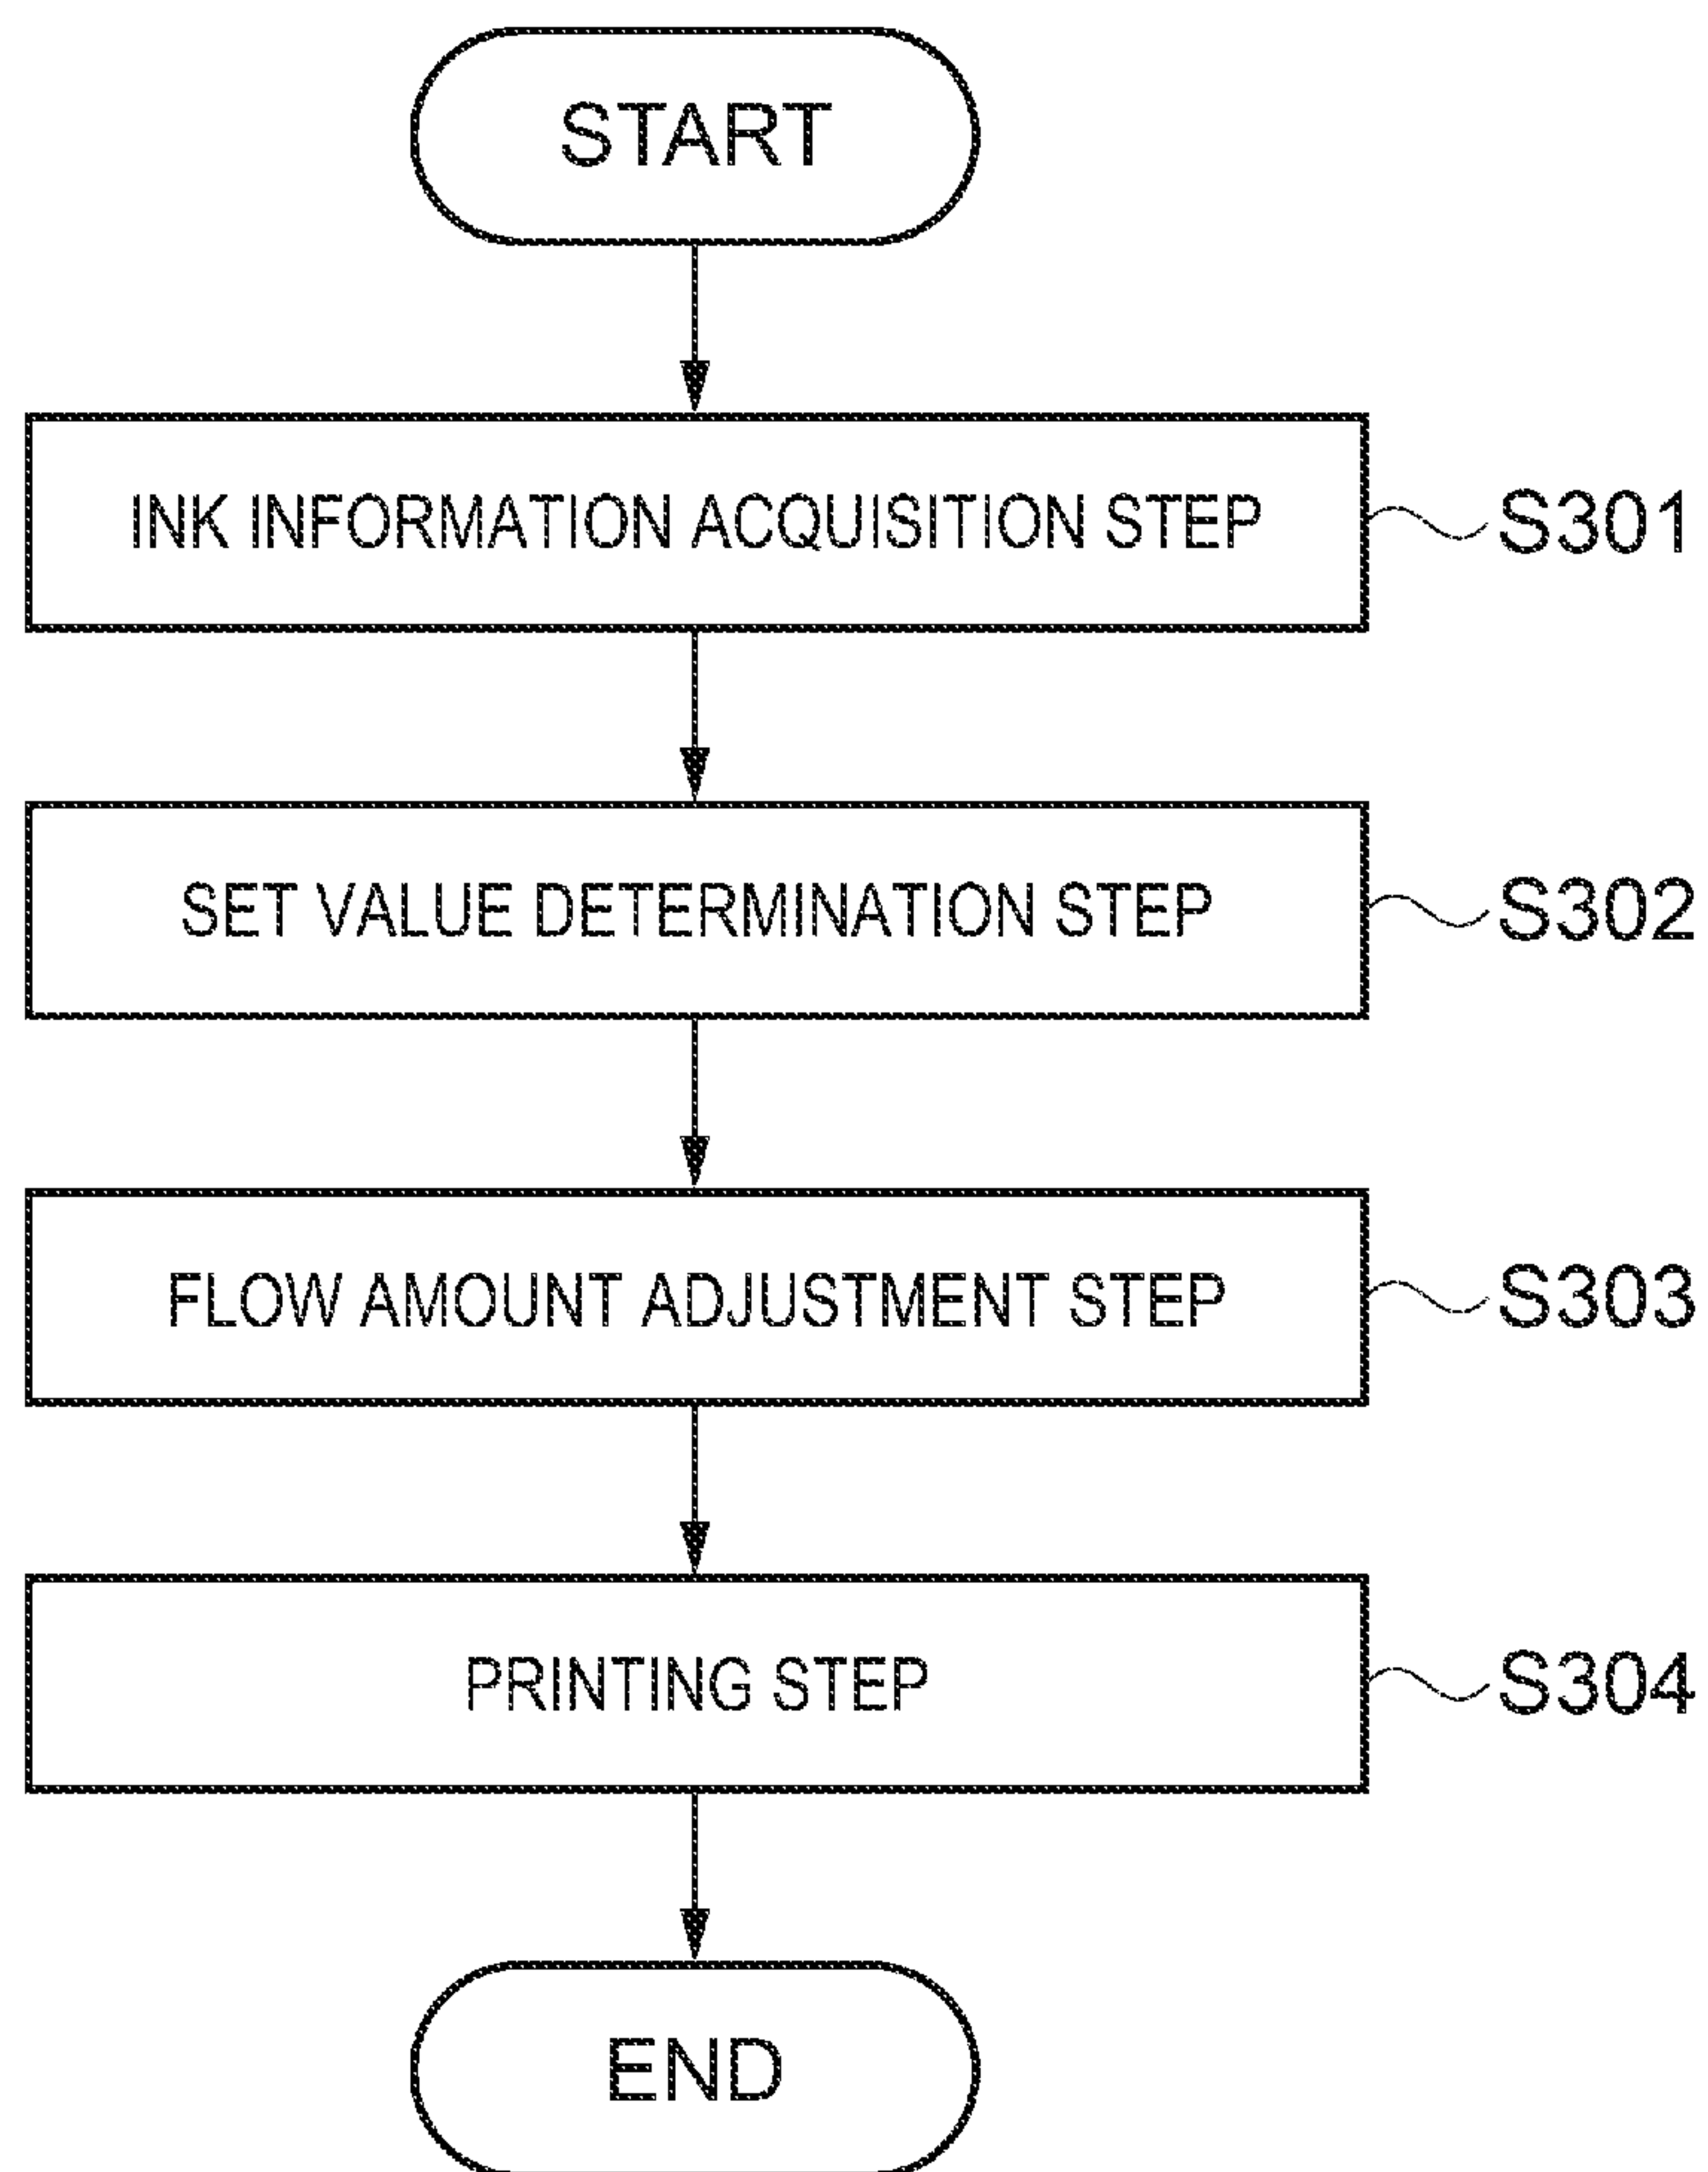 START
INK INFORMATION ACQUISITION STEP S301
SET VALUE DETERMINATION STEP S302
FLOW AMOUNT ADJUSTMENT STEP S303
PRINTING STEP S304
END